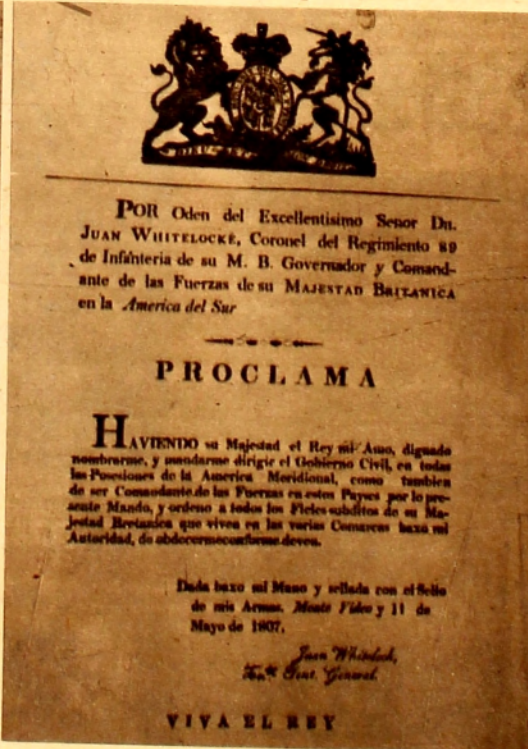 POR Oden del Excellentisimo Senor Dn.
JUAN WHITELOCKE, Coronel del Regimiento 89
de Infanteria de su M. B. Governador y Comand-
ante de las Fuerzas de su MAJESTAD BRITANICA
en la America del Sur
PROCLAMA
HAVIENDO su Majestad el Rey mi Amo, dignado
nombrarme, y mandarme dirigir el Gobierno Civil, en todas
las Posesiones de la America Meridional, como tambien
de ser Comandante de las Fuerzas en estos Payses por lo pre-
sente Mando, y ordeno a todos los Fieles subditos de su Ma-
jestad Bretanica que viven en las varias Comarcas baxo mi
Autoridad, de
Dada baxo mi Mano y sellada con el Sello
de mis Armas. Monte Video y 11 de
Mayo de 1807.
Juan Whitelock,
General.
VIVA EL REY